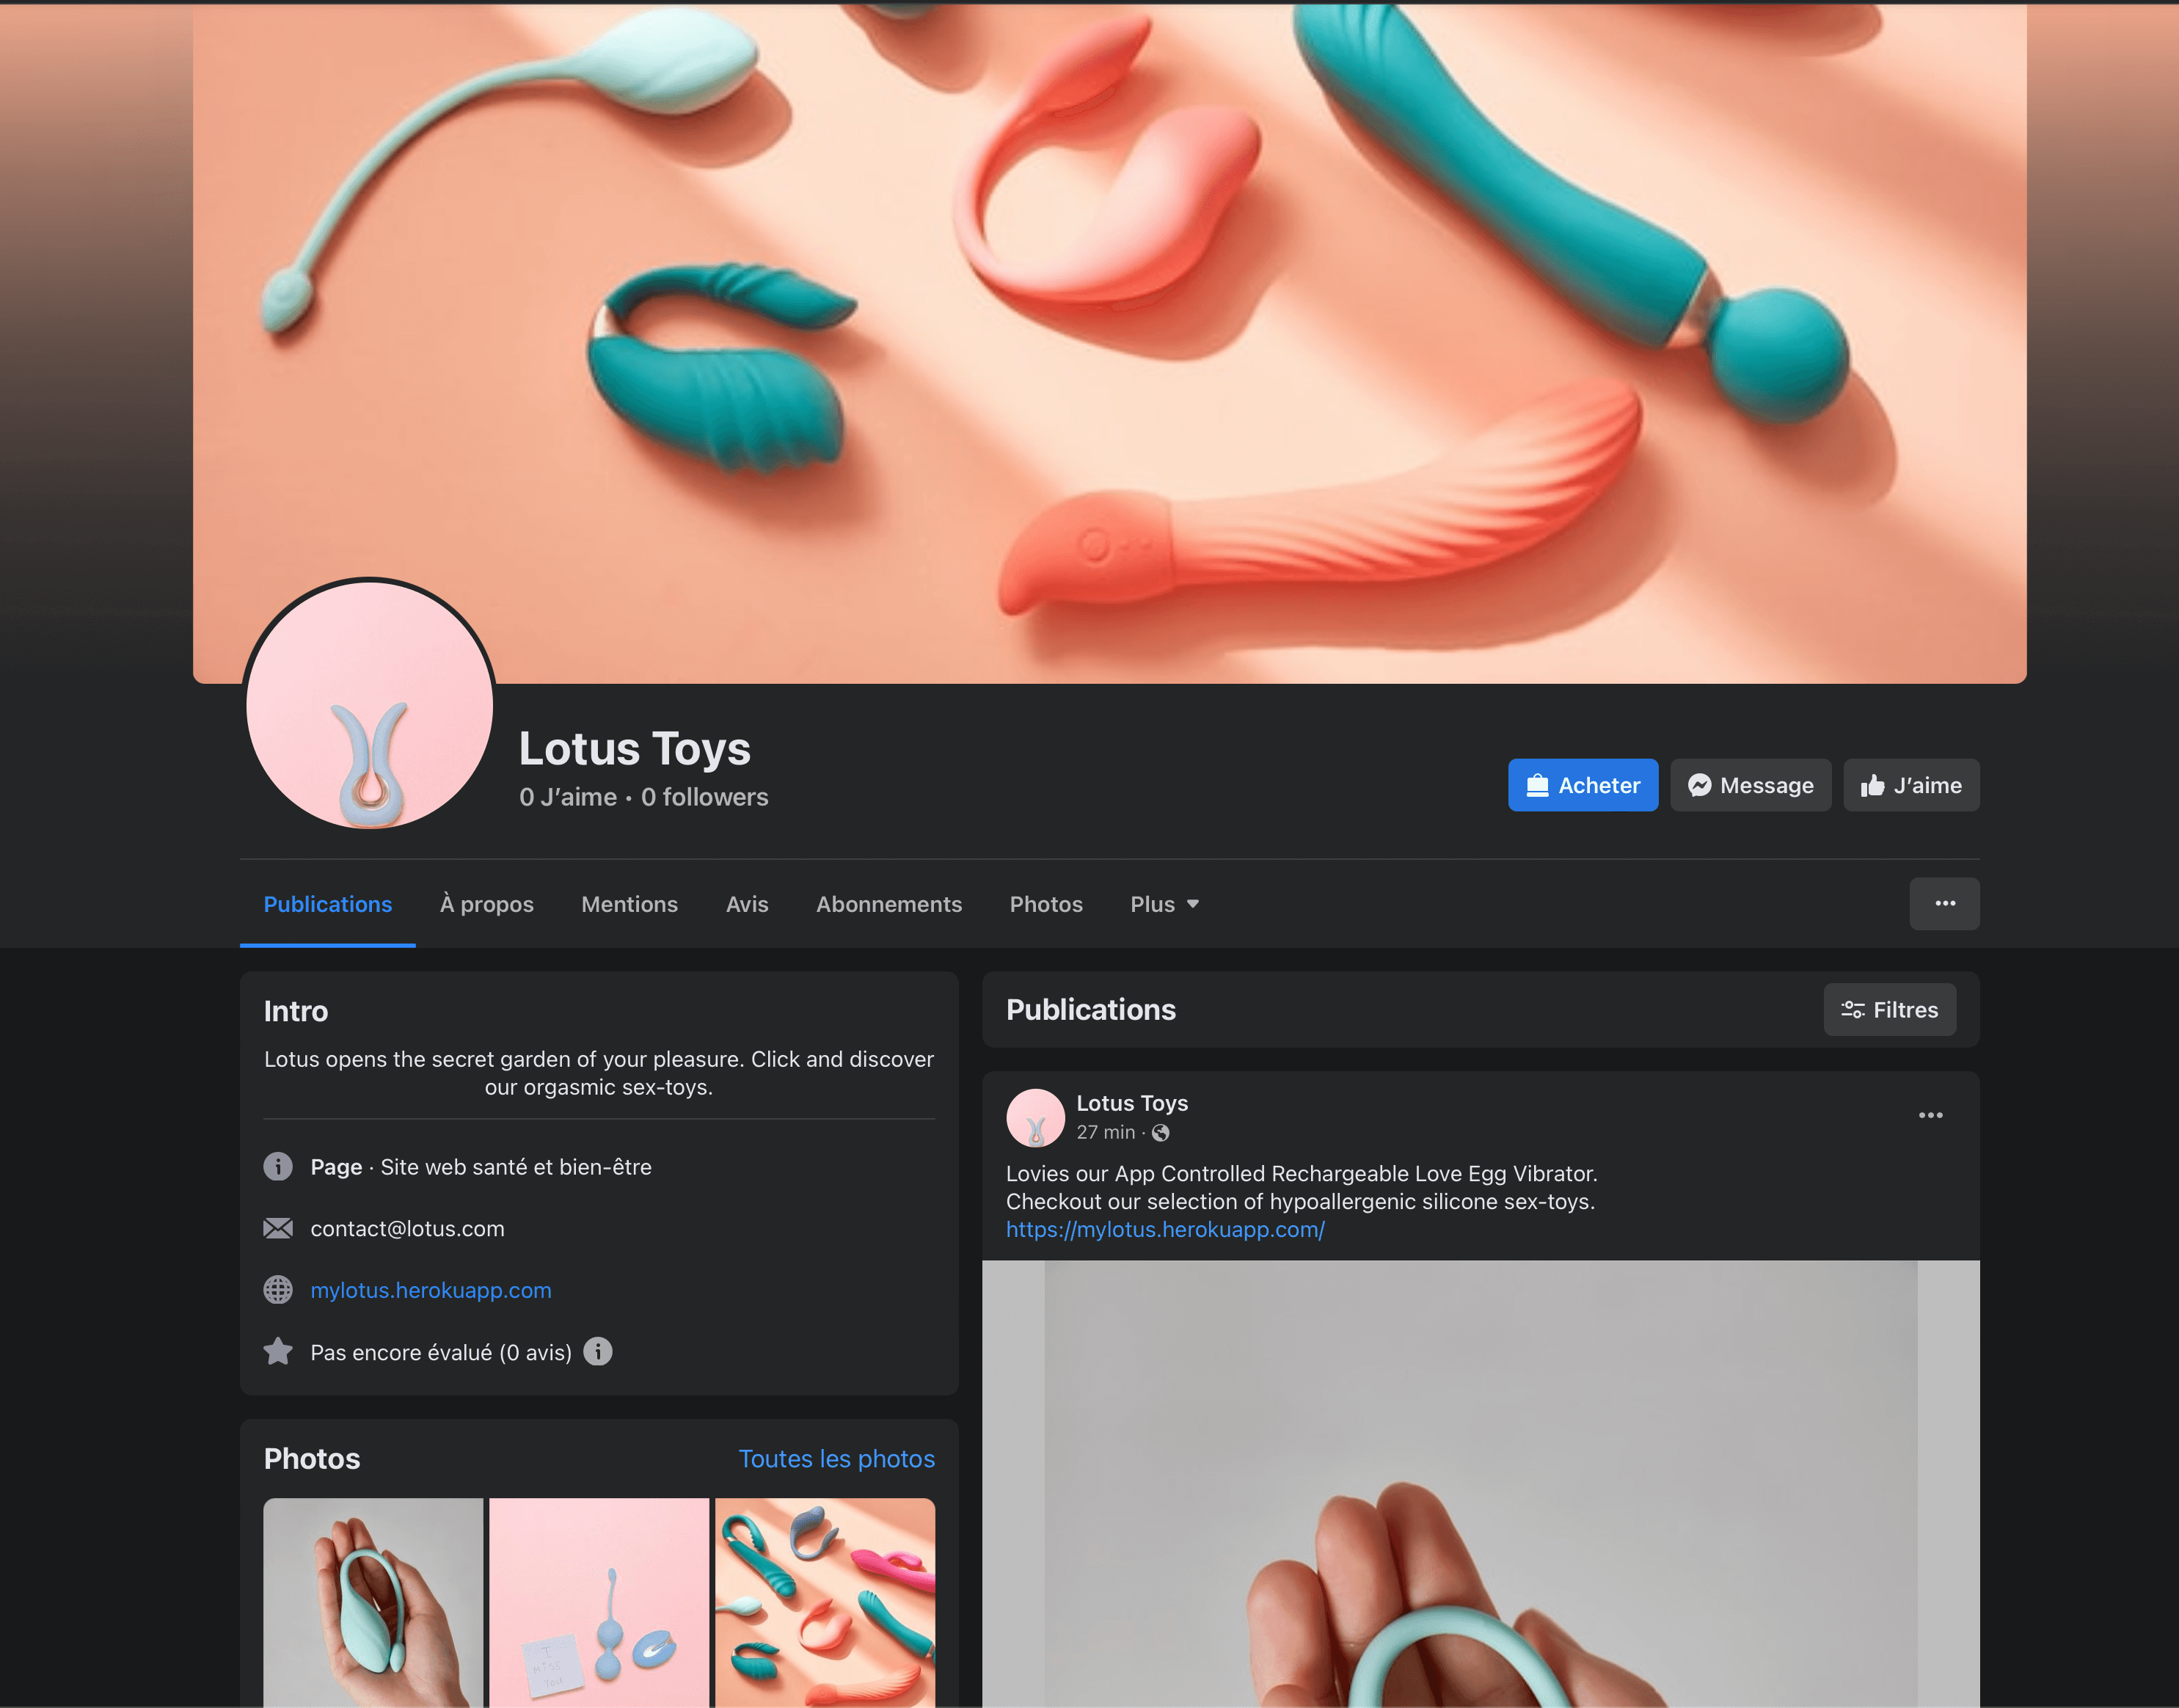 Lotus Toys
0 J’aime · 0 followers
Acheter
Message
J’aime
Publications
À propos
Mentions
Avis
Abonnements
Photos
Plus
Intro
Lotus opens the secret garden of your pleasure. Click and discover
our orgasmic sex-toys.
Page · Site web santé et bien-être
contact@lotus.com
mylotus.herokuapp.com
Pas encore évalué (0 avis)
Photos
Toutes les photos
I
MISS
YOU
Publications
Filtres
Lotus Toys
27 min ·
Lovies our App Controlled Rechargeable Love Egg Vibrator.
Checkout our selection of hypoallergenic silicone sex-toys.
https://mylotus.herokuapp.com/